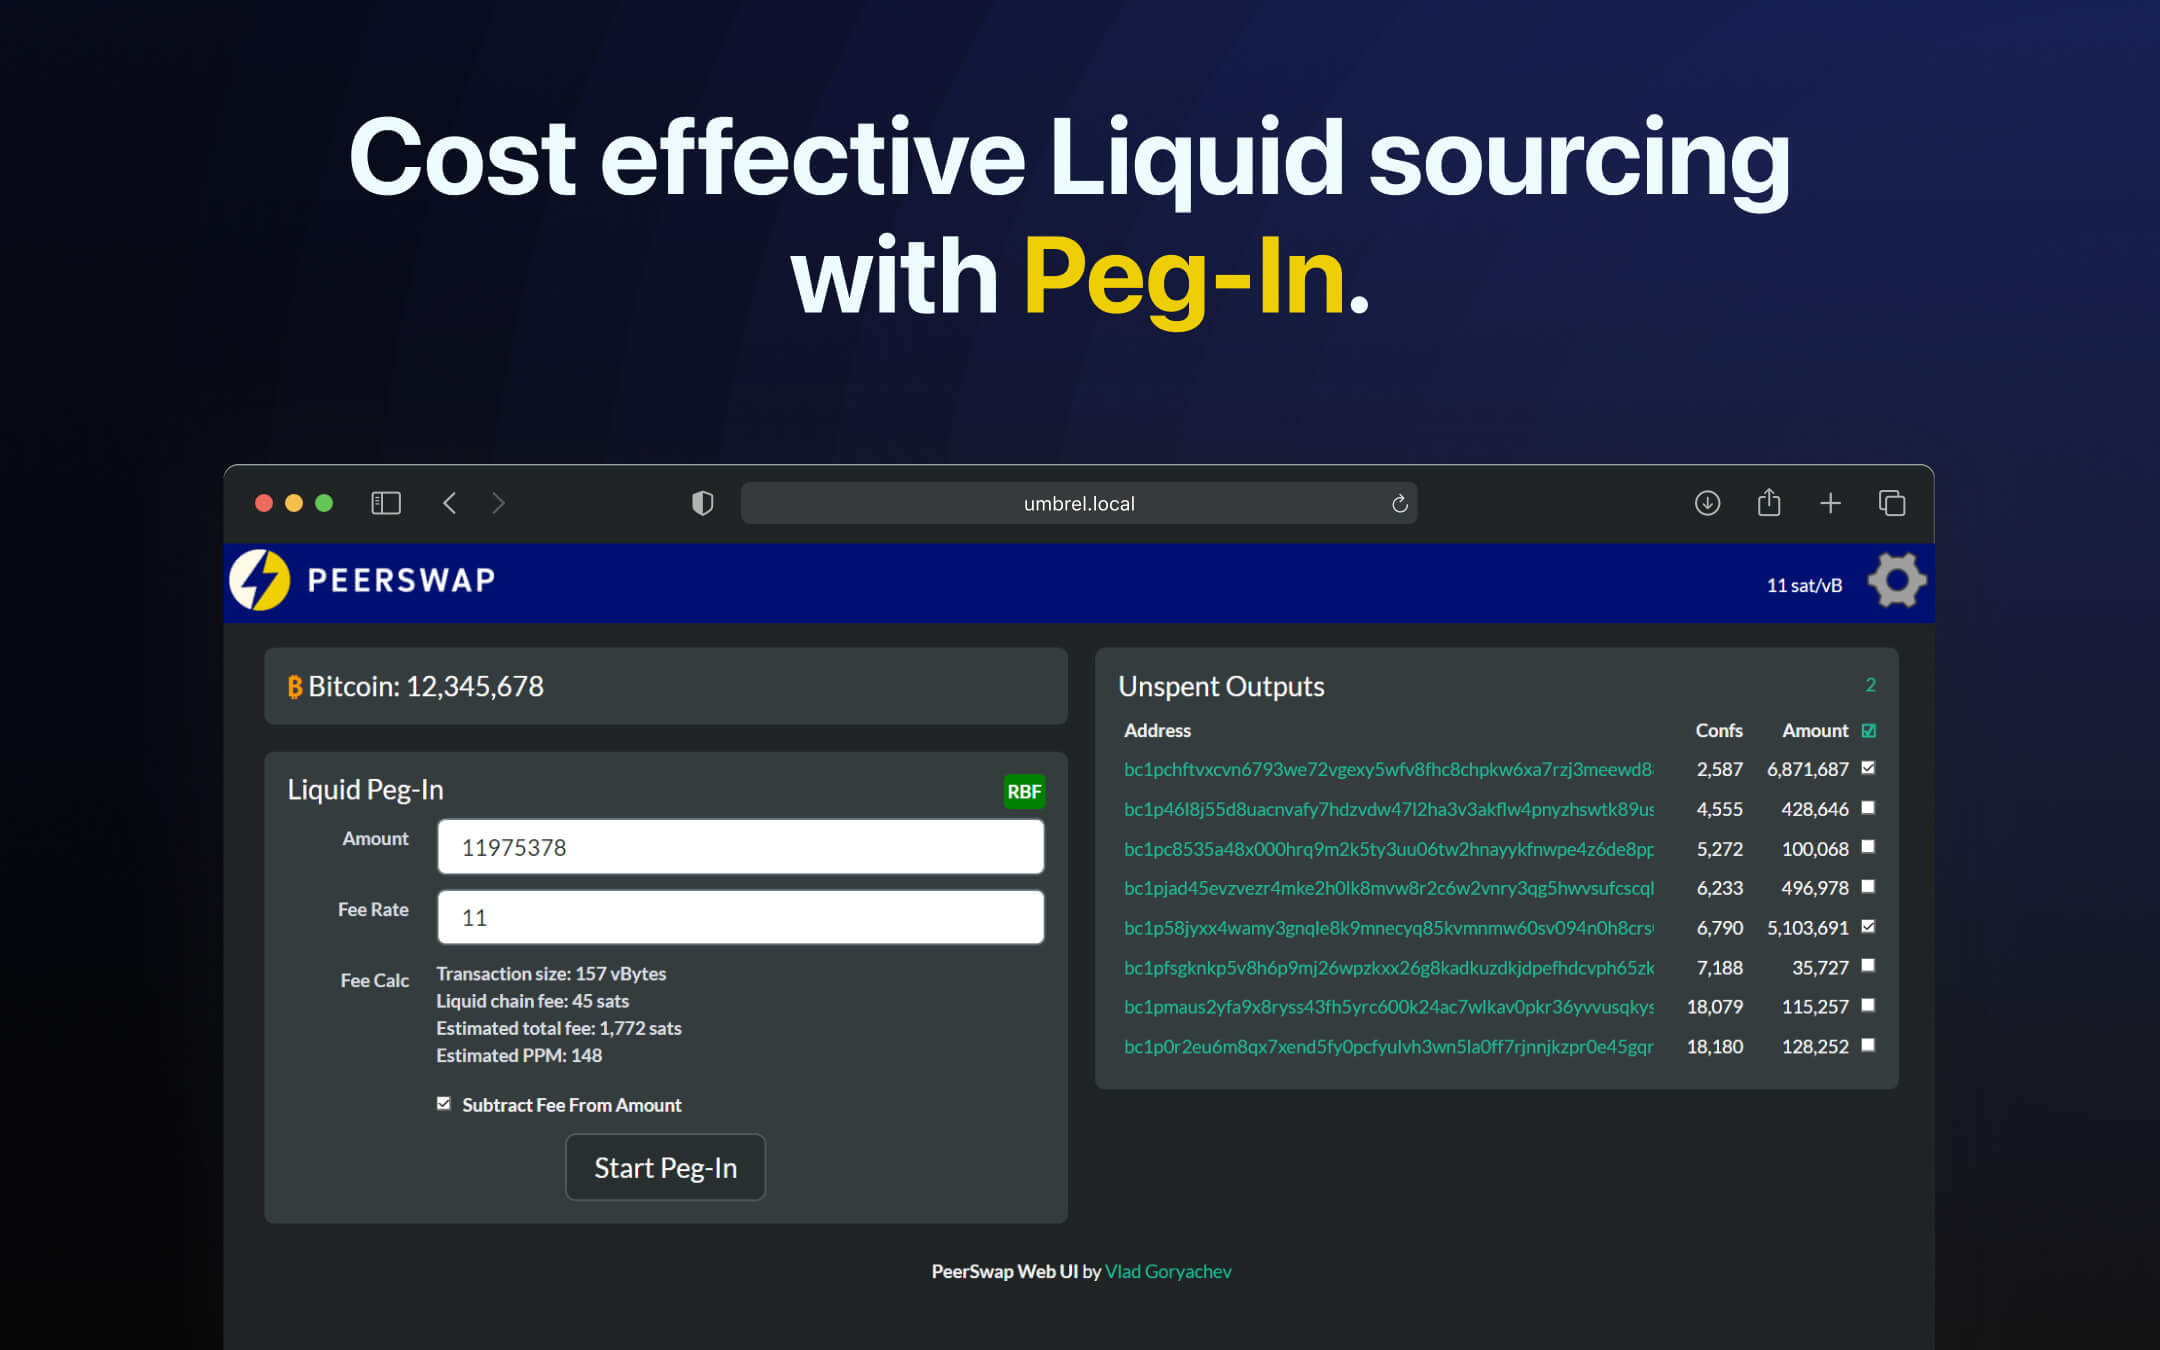 Cost effective Liquid sourcing
with Peg-In.
umbrel.local
PEERSWAP
11 sat/vB
Bitcoin: 12,345,678
Liquid Peg-In
RBF
Amount
11975378
Fee Rate
11
Fee Calc
Transaction size: 157 vBytes
Liquid chain fee: 45 sats
Estimated total fee: 1,772 sats
Estimated PPM: 148
Subtract Fee From Amount
Start Peg-In
Unspent Outputs 2
Address Confs Amount
bc1pchftvxcvn6793we72vgexy5wfv8fhc8chpkw6xa7rzj3meewd8 2,587 6,871,687
bc1p46l8j55d8uacnvafy7hdzvdw47l2ha3v3akflw4pnyzhswtk89us 4,555 428,646
bc1pc8535a48x000hrq9m2k5ty3uu06tw2hnayykfnwpe4z6de8pp 5,272 100,068
bc1pjad45evzvezr4mke2h0lk8mvw8r2c6w2vnry3qg5hwvsufcscq 6,233 496,978
bc1p58jyxx4wamy3gnqle8k9mnecyq85kvmnmw60sv094n0h8crs 6,790 5,103,691
bc1pfsgknkp5v8h6p9mj26wpzkxx26g8kadkuzdkjdpefhdcvph65zk 7,188 35,727
bc1pmaus2yfa9x8ryss43fh5yrc600k24ac7wlkav0pkr36yvvusqkys 18,079 115,257
bc1p0r2eu6m8qx7xend5fy0pcfyulvh3wn5la0ff7rjnnjkzpr0e45gqr 18,180 128,252
PeerSwap Web UI by Vlad Goryachev